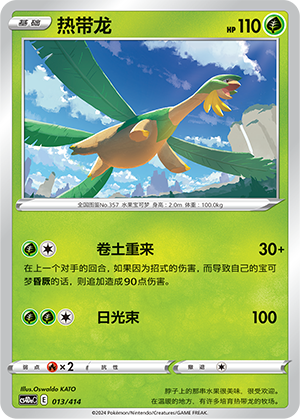 基础 热带龙 HP 110
全国图鉴No.357 水果宝可梦 身高：2.0m 体重：100.0kg
卷土重来 30+
在上一个对手的回合，如果因为招式的伤害，而导致自己的宝可
梦昏厥的话，则追加造成90点伤害。
日光束 100
弱点 ×2 抗性 撤退
Illus.Oswaldo KATO
E 013/414
脖子上的那串水果很美味、很受欢迎。
在温暖的地方、有许多培育热带龙的牧场。
©2024 Pokémon/Nintendo/Creatures/GAME FREAK.